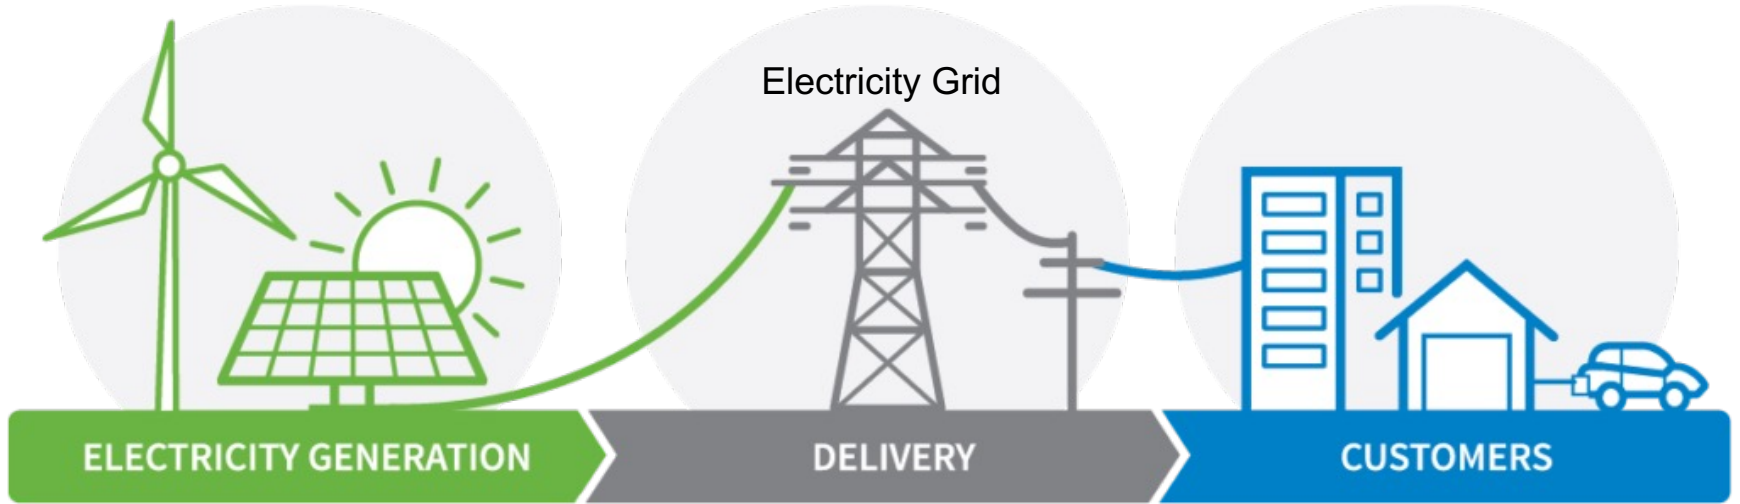 Electricity Grid
ELECTRICITY GENERATION
DELIVERY
CUSTOMERS